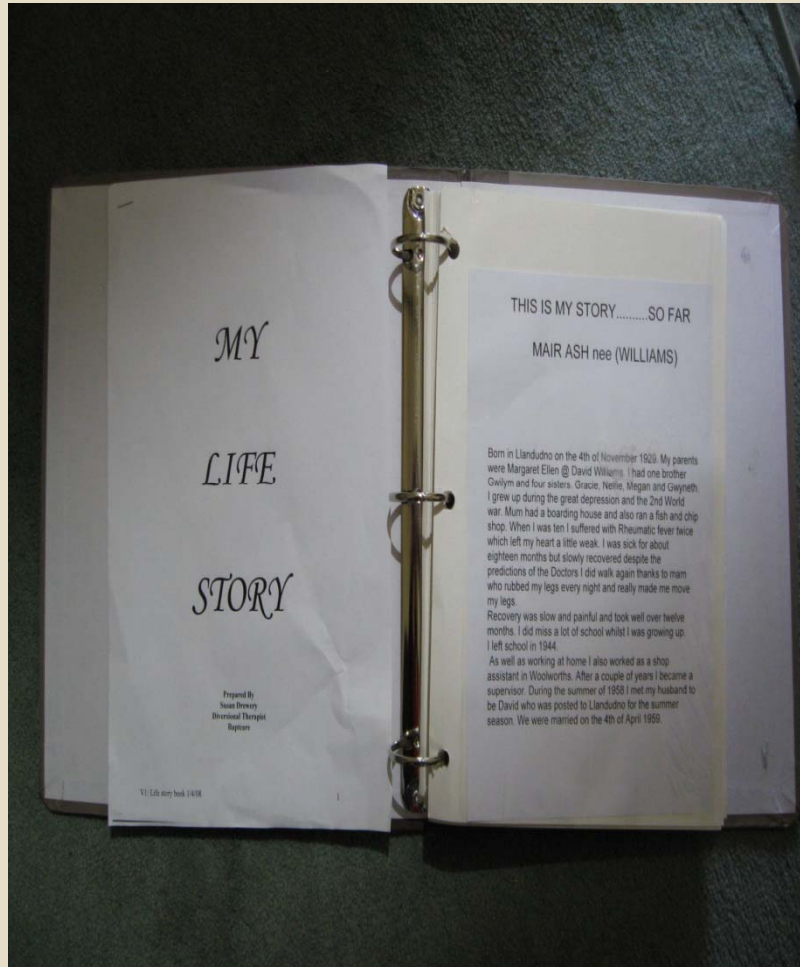 MY
LIFE
STORY
Prepared By
Susan Drewery
Diversional Therapist
Baptcare
V1: Life story book 1/4/08
1
THIS IS MY STORY..........SO FAR
MAIR ASH nee (WILLIAMS)
Born in Llandudno on the 4th of November 1929. My parents
were Margaret Ellen @ David Williams. I had one brother
Gwilym and four sisters. Gracie, Nellie, Megan and Gwyneth.
I grew up during the great depression and the 2nd World
war. Mum had a boarding house and also ran a fish and chip
shop. When I was ten I suffered with Rheumatic fever twice
which left my heart a little weak. I was sick for about
eighteen months but slowly recovered despite the
predictions of the Doctors I did walk again thanks to mam
who rubbed my legs every night and really made me move
my legs.
Recovery was slow and painful and took well over twelve
months. I did miss a lot of school whilst I was growing up.
I left school in 1944.
As well as working at home I also worked as a shop
assistant in Woolworths. After a couple of years I became a
supervisor. During the summer of 1958 I met my husband to
be David who was posted to Llandudno for the summer
season. We were married on the 4th of April 1959.